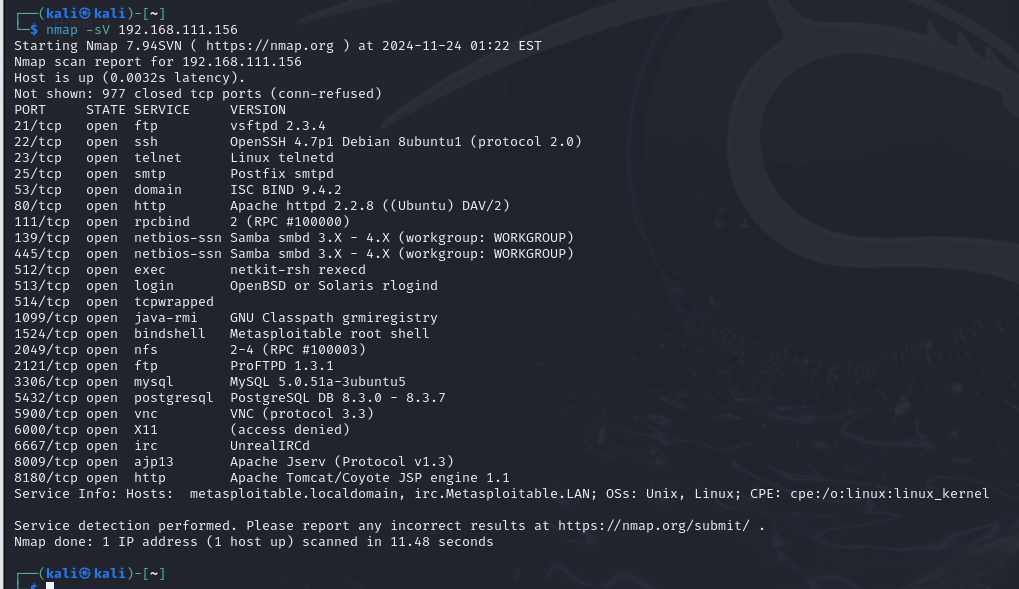 ┌──(kali㉿kali)-[~]
└─$ nmap -sV 192.168.111.156
Starting Nmap 7.94SVN ( https://nmap.org ) at 2024-11-24 01:22 EST
Nmap scan report for 192.168.111.156
Host is up (0.0032s latency).
Not shown: 977 closed tcp ports (conn-refused)
PORT     STATE SERVICE     VERSION
21/tcp   open  ftp         vsftpd 2.3.4
22/tcp   open  ssh         OpenSSH 4.7p1 Debian 8ubuntu1 (protocol 2.0)
23/tcp   open  telnet      Linux telnetd
25/tcp   open  smtp        Postfix smtpd
53/tcp   open  domain      ISC BIND 9.4.2
80/tcp   open  http        Apache httpd 2.2.8 ((Ubuntu) DAV/2)
111/tcp  open  rpcbind     2 (RPC #100000)
139/tcp  open  netbios-ssn Samba smbd 3.X - 4.X (workgroup: WORKGROUP)
445/tcp  open  netbios-ssn Samba smbd 3.X - 4.X (workgroup: WORKGROUP)
512/tcp  open  exec        netkit-rsh rexecd
513/tcp  open  login       OpenBSD or Solaris rlogind
514/tcp  open  tcpwrapped
1099/tcp open  java-rmi    GNU Classpath grmiregistry
1524/tcp open  bindshell   Metasploitable root shell
2049/tcp open  nfs         2-4 (RPC #100003)
2121/tcp open  ftp         ProFTPD 1.3.1
3306/tcp open  mysql       MySQL 5.0.51a-3ubuntu5
5432/tcp open  postgresql  PostgreSQL DB 8.3.0 - 8.3.7
5900/tcp open  vnc         VNC (protocol 3.3)
6000/tcp open  X11         (access denied)
6667/tcp open  irc         UnrealIRCd
8009/tcp open  ajp13       Apache Jserv (Protocol v1.3)
8180/tcp open  http        Apache Tomcat/Coyote JSP engine 1.1
Service Info: Hosts:  metasploitable.localdomain, irc.Metasploitable.LAN; OSs: Unix, Linux; CPE: cpe:/o:linux:linux_kernel

Service detection performed. Please report any incorrect results at https://nmap.org/submit/ .
Nmap done: 1 IP address (1 host up) scanned in 11.48 seconds

┌──(kali㉿kali)-[~]
└─$